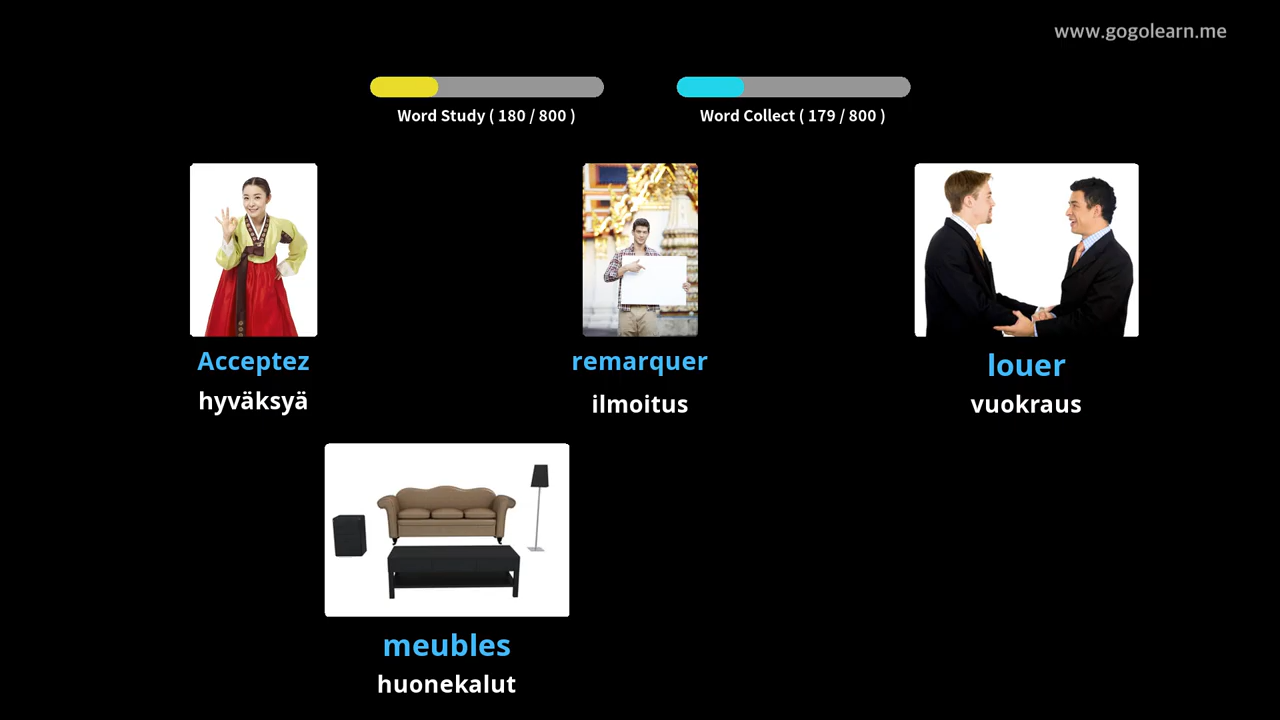 www.gogolearn.me
Word Study ( 180 / 800 )
Word Collect ( 179 / 800 )
Acceptez
hyväksyä
remarquer
ilmoitus
louer
vuokraus
meubles
huonekalut